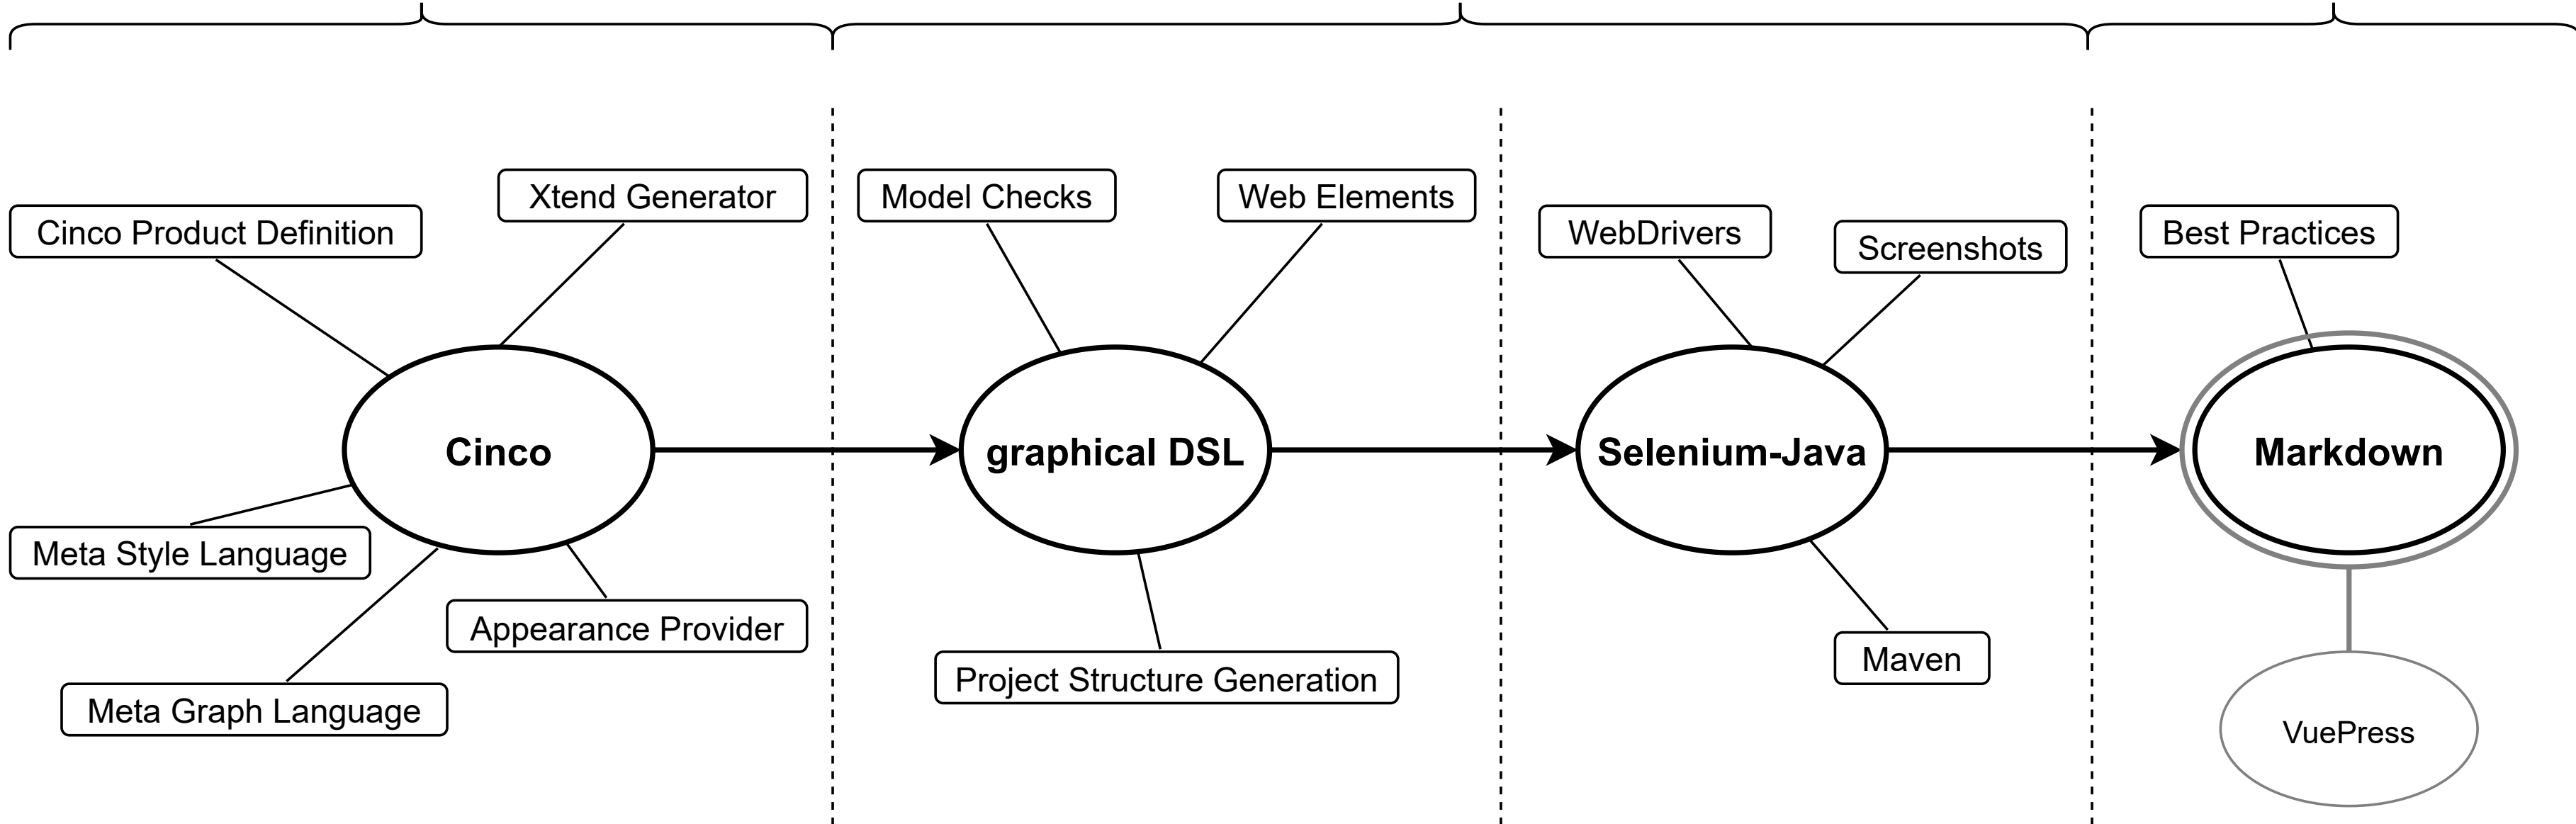 Xtend Generator
Model Checks
Web Elements
Cinco Product Definition
WebDrivers
Screenshots
Best Practices
Cinco
graphical DSL
Selenium-Java
Markdown
Meta Style Language
Appearance Provider
Meta Graph Language
Project Structure Generation
Maven
VuePress